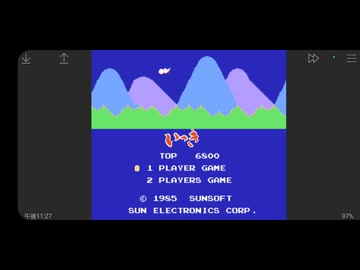 いっき
TOP 6800
1 PLAYER GAME
2 PLAYERS GAME
© 1985 SUNSOFT
SUN ELECTRONICS CORP.
午後11:27
97%